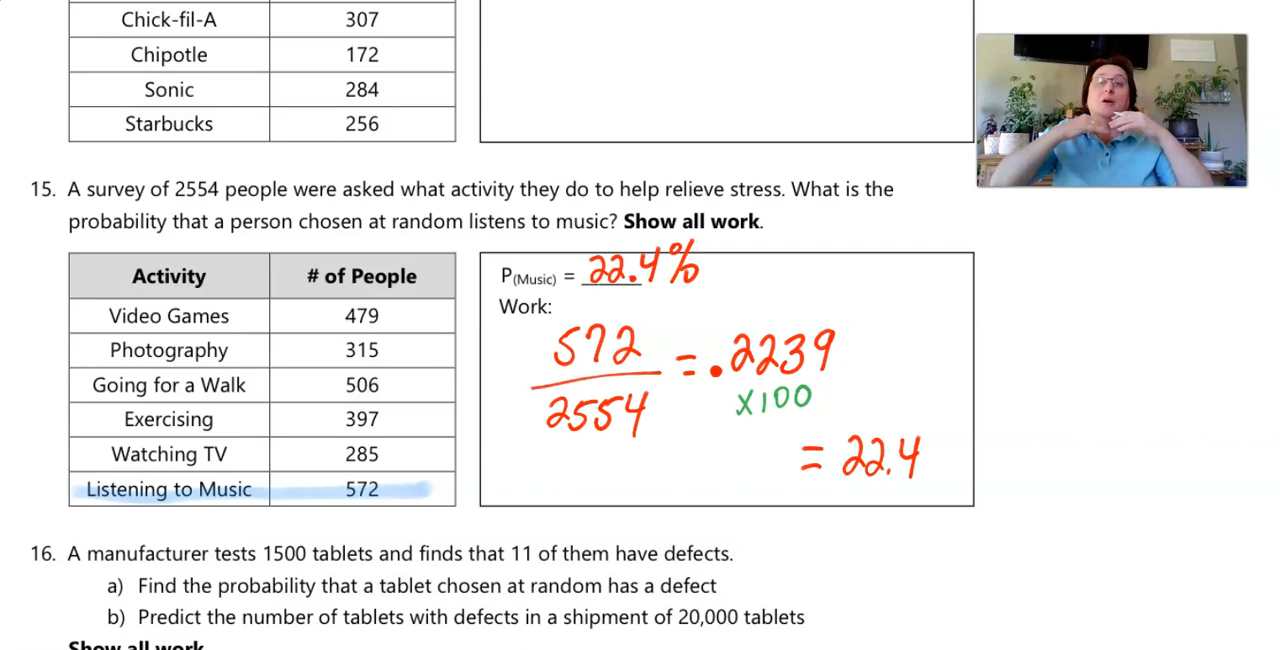 Chick-fil-A 307
Chipotle 172
Sonic 284
Starbucks 256
15. A survey of 2554 people were asked what activity they do to help relieve stress. What is the
probability that a person chosen at random listens to music? Show all work.
Activity # of People
Video Games 479
Photography 315
Going for a Walk 506
Exercising 397
Watching TV 285
Listening to Music 572
P(Music) = 22.4%
Work:
572
2554
= .2239
x100
= 22.4
16. A manufacturer tests 1500 tablets and finds that 11 of them have defects.
a) Find the probability that a tablet chosen at random has a defect
b) Predict the number of tablets with defects in a shipment of 20,000 tablets
Show all work